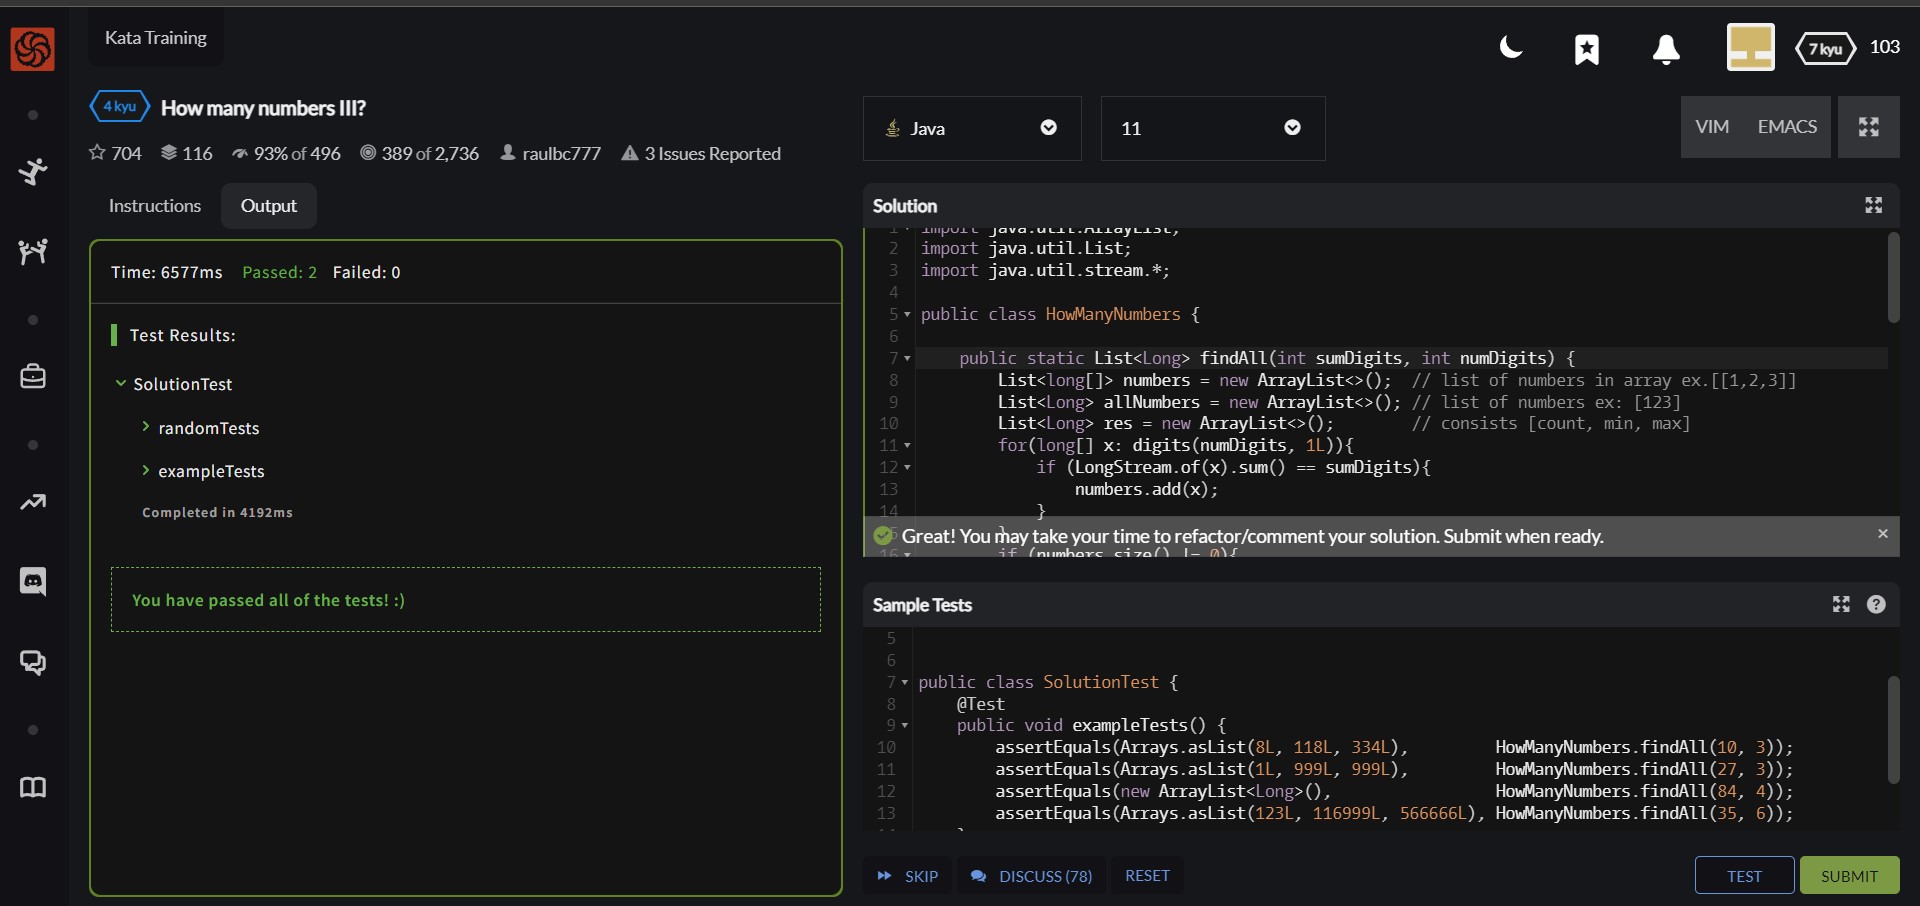 Kata Training
7 kyu
103
4 kyu
How many numbers III?
704 116 93% of 496 389 of 2,736 raulbc777 3 Issues Reported
Instructions Output
Time: 6577ms Passed: 2 Failed: 0
Test Results:
SolutionTest
randomTests
exampleTests
Completed in 4192ms
You have passed all of the tests! :)
Java
11
VIM EMACS
Solution
1 import java.util.ArrayList;
2 import java.util.List;
3 import java.util.stream.*;
4
5 public class HowManyNumbers {
6
7 public static List<Long> findAll(int sumDigits, int numDigits) {
8 List<long[]> numbers = new ArrayList<>(); // list of numbers in array ex.[[1,2,3]]
9 List<Long> allNumbers = new ArrayList<>(); // list of numbers ex: [123]
10 List<Long> res = new ArrayList<>(); // consists [count, min, max]
11 for(long[] x: digits(numDigits, 1L)){
12 if (LongStream.of(x).sum() == sumDigits){
13 numbers.add(x);
14 }
Great! You may take your time to refactor/comment your solution. Submit when ready.
16 if (numbers.size() != 0){
Sample Tests
5
6
7 public class SolutionTest {
8 @Test
9 public void exampleTests() {
10 assertEquals(Arrays.asList(8L, 118L, 334L), HowManyNumbers.findAll(10, 3));
11 assertEquals(Arrays.asList(1L, 999L, 999L), HowManyNumbers.findAll(27, 3));
12 assertEquals(new ArrayList<Long>(), HowManyNumbers.findAll(84, 4));
13 assertEquals(Arrays.asList(123L, 116999L, 566666L), HowManyNumbers.findAll(35, 6));
SKIP DISCUSS (78) RESET
TEST SUBMIT